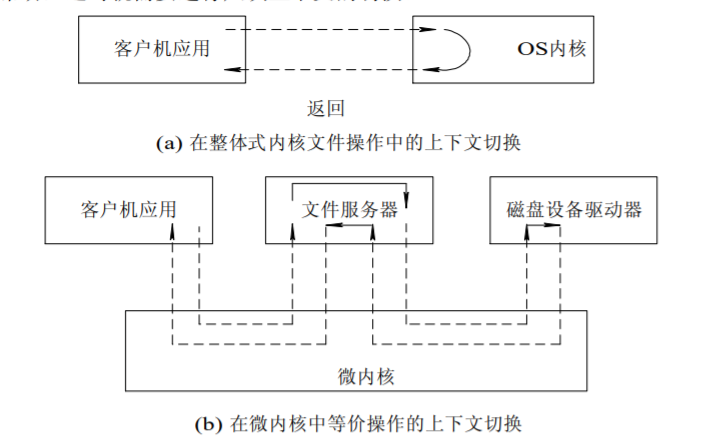 客户机应用
OS内核
返回
(a) 在整体式内核文件操作中的上下文切换
客户机应用
文件服务器
磁盘设备驱动器
微内核
(b) 在微内核中等价操作的上下文切换